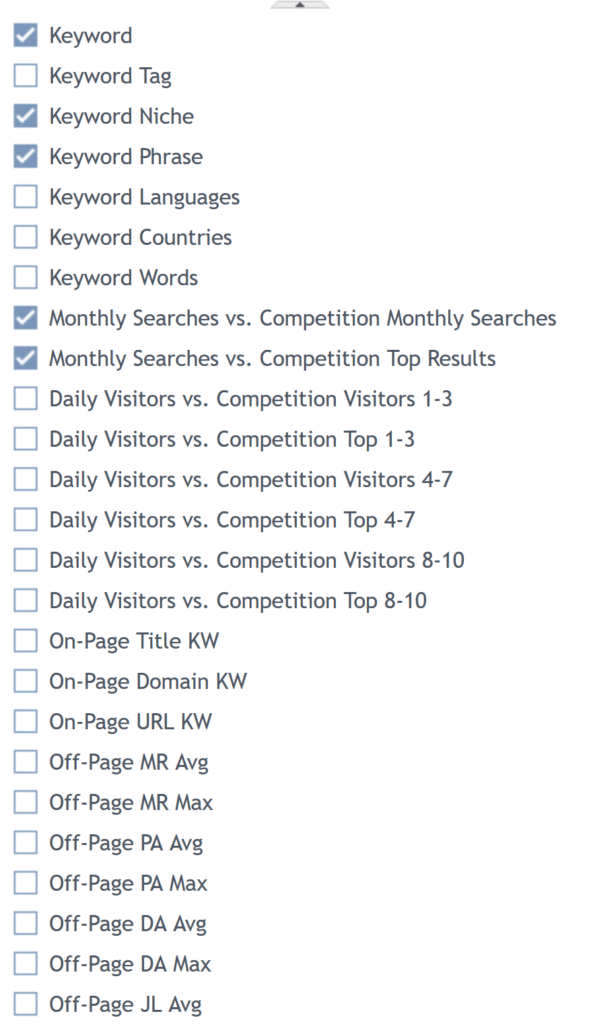 Keyword
Keyword Tag
Keyword Niche
Keyword Phrase
Keyword Languages
Keyword Countries
Keyword Words
Monthly Searches vs. Competition Monthly Searches
Monthly Searches vs. Competition Top Results
Daily Visitors vs. Competition Visitors 1-3
Daily Visitors vs. Competition Top 1-3
Daily Visitors vs. Competition Visitors 4-7
Daily Visitors vs. Competition Top 4-7
Daily Visitors vs. Competition Visitors 8-10
Daily Visitors vs. Competition Top 8-10
On-Page Title KW
On-Page Domain KW
On-Page URL KW
Off-Page MR Avg
Off-Page MR Max
Off-Page PA Avg
Off-Page PA Max
Off-Page DA Avg
Off-Page DA Max
Off-Page JL Avg